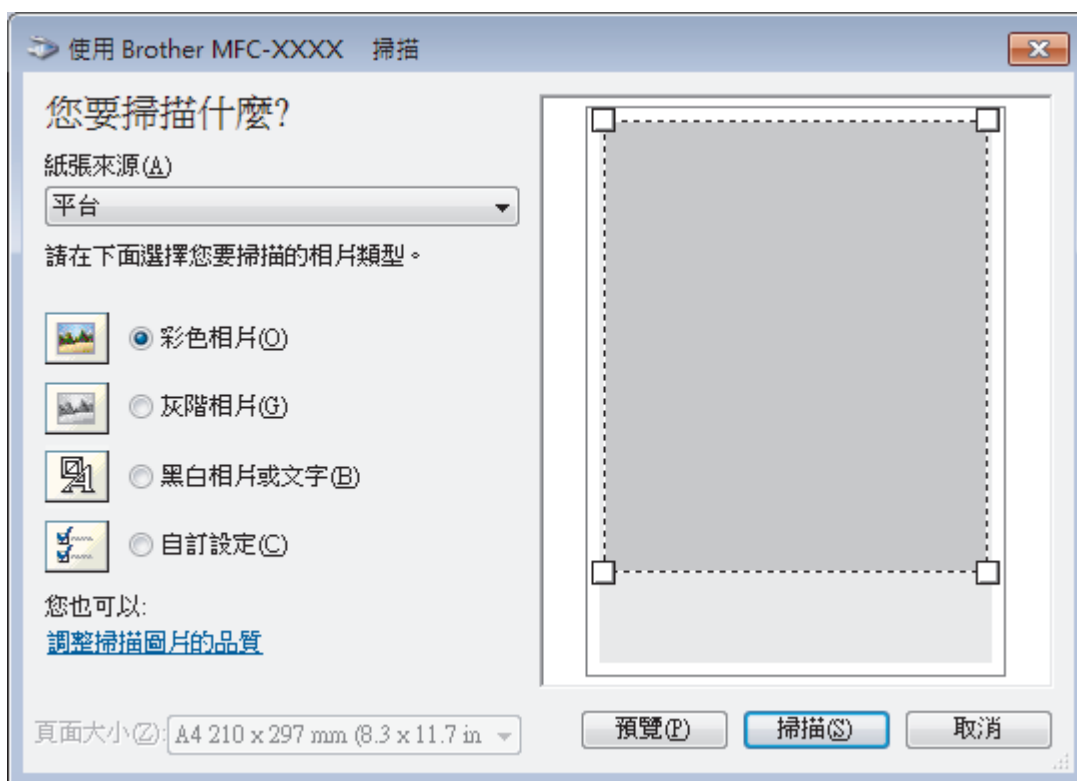 使用 Brother MFC-XXXX 掃描
您要掃描什麼?
紙張來源(A)
平台
請在下面選擇您要掃描的相片類型。
彩色相片(O)
灰階相片(G)
黑白相片或文字(B)
自訂設定(C)
您也可以:
調整掃描圖片的品質
頁面大小(Z): A4 210 x 297 mm (8.3 x 11.7 in
預覽(P) 掃描(S) 取消